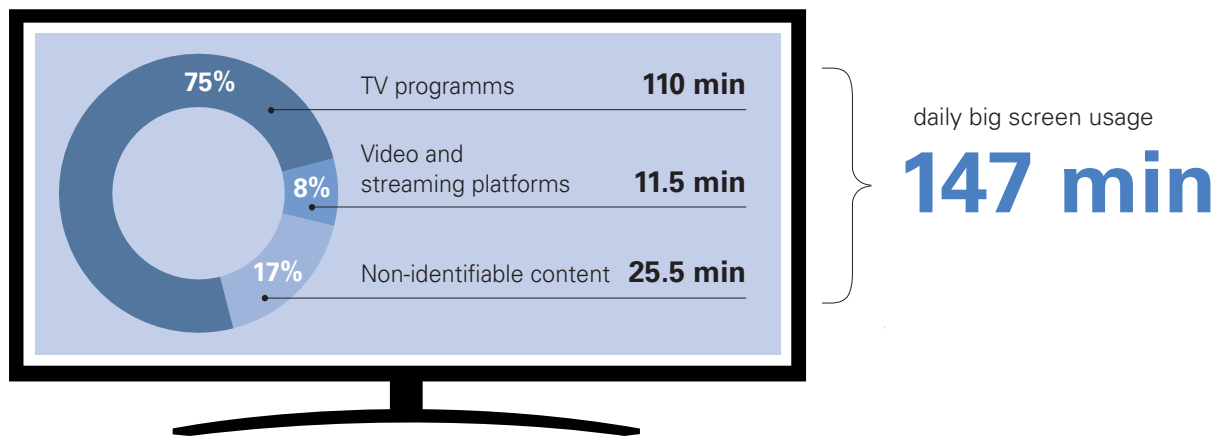 75%
TV programms 110 min
Video and
streaming platforms 11.5 min
8%
17%
Non-identifiable content 25.5 min
daily big screen usage
147 min